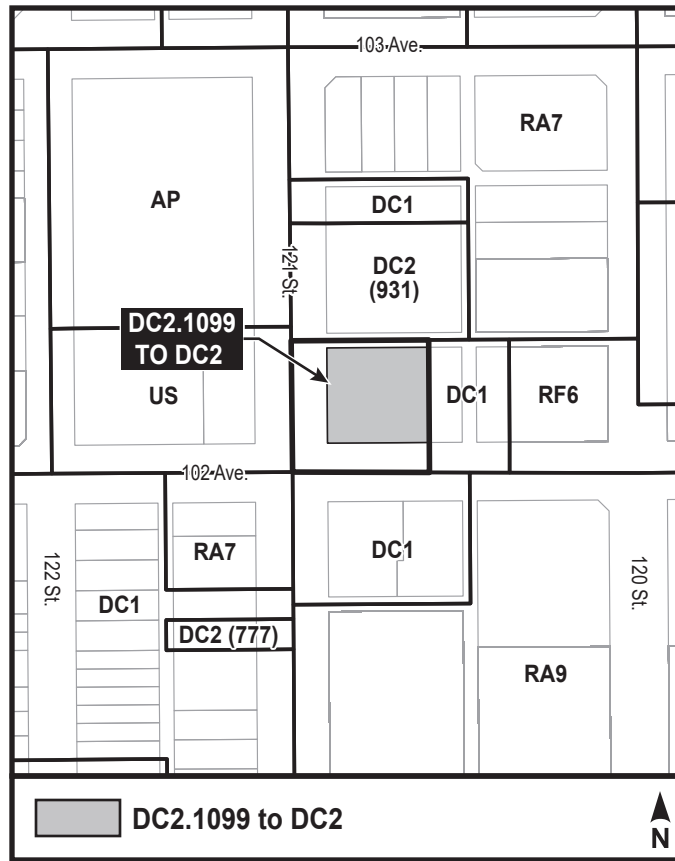 103 Ave.
RA7
AP
DC1
121 St.
DC2
(931)
DC2.1099
TO DC2
US
DC1
RF6
102 Ave.
RA7
DC1
122 St.
120 St.
DC1
DC2 (777)
RA9
DC2.1099 to DC2
N